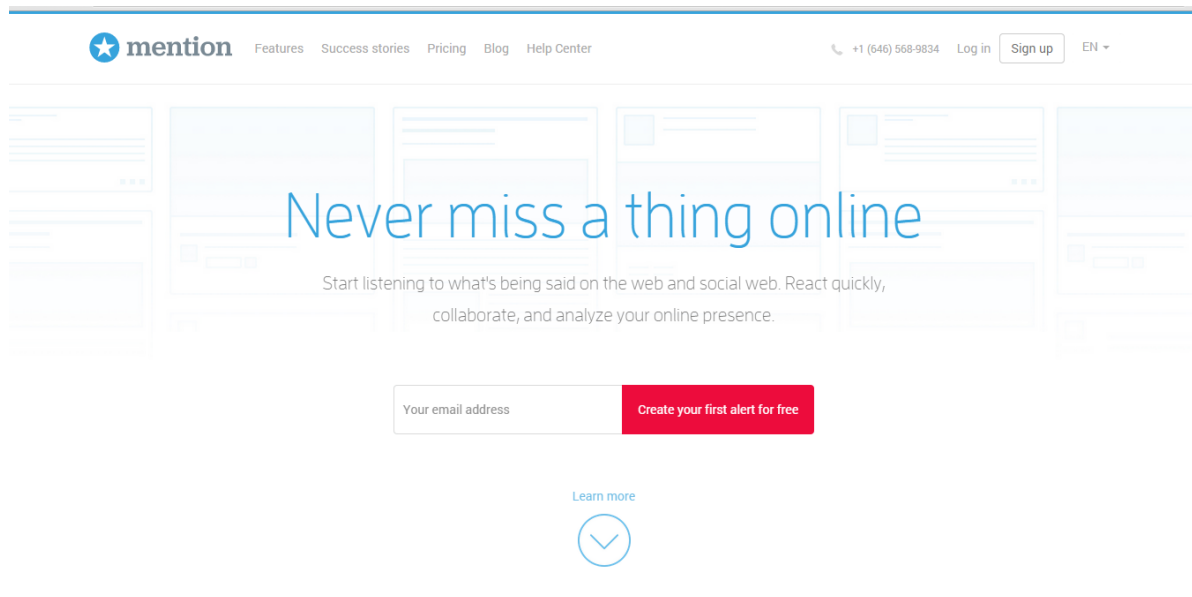 mention Features Success stories Pricing Blog Help Center +1 (646) 568-9834 Log in Sign up EN
Never miss a thing online
Start listening to what's being said on the web and social web. React quickly,
collaborate, and analyze your online presence.
Your email address Create your first alert for free
Learn more